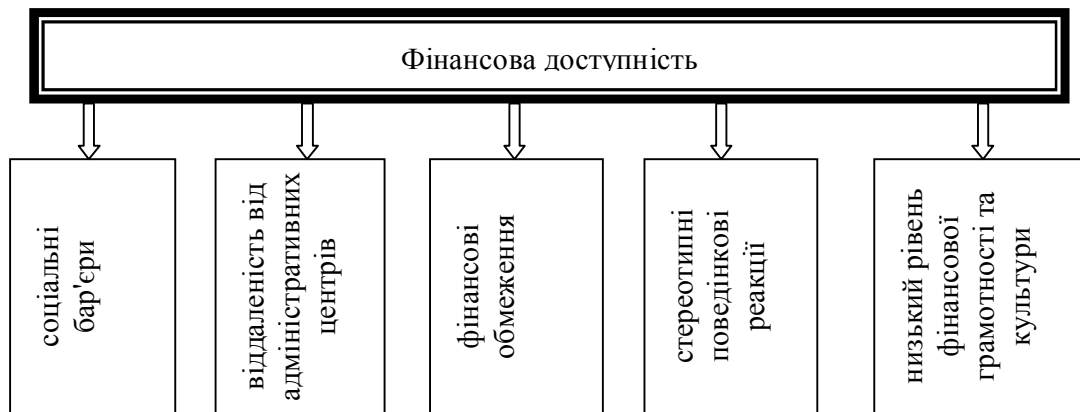 Фінансова доступність
соціальні
бар'єри
віддаленість від
адміністративних
центрів
фінансові
обмеження
стереотипні
поведінкові
реакції
низький рівень
фінансової
грамотності та
культури